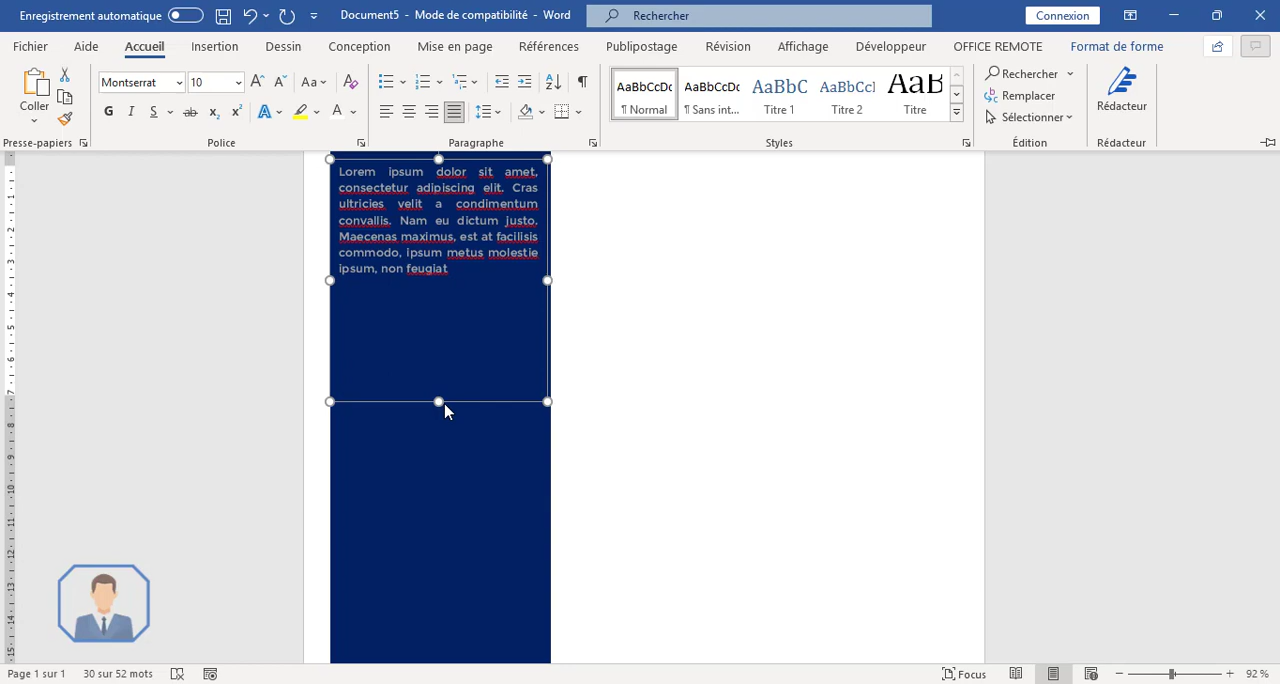 Enregistrement automatique
Document5 - Mode de compatibilité - Word
Rechercher
Connexion
Fichier
Aide
Accueil
Insertion
Dessin
Conception
Mise en page
Références
Publipostage
Révision
Affichage
Développeur
OFFICE REMOTE
Format de forme
Coller
Montserrat
10
AaBbCcDc
AaBbCcDc
AaBbC
AaBbCcI
AaB
¶ Normal
¶ Sans int...
Titre 1
Titre 2
Titre
Rechercher
Remplacer
Sélectionner
Rédacteur
Presse-papiers
Police
Paragraphe
Styles
Édition
Rédacteur
Lorem ipsum dolor sit amet,
consectetur adipiscing elit. Cras
ultricies velit a condimentum
convallis. Nam eu dictum justo.
Maecenas maximus, est at facilisis
commodo, ipsum metus molestie
ipsum, non feugiat
Page 1 sur 1
30 sur 52 mots
Focus
92 %